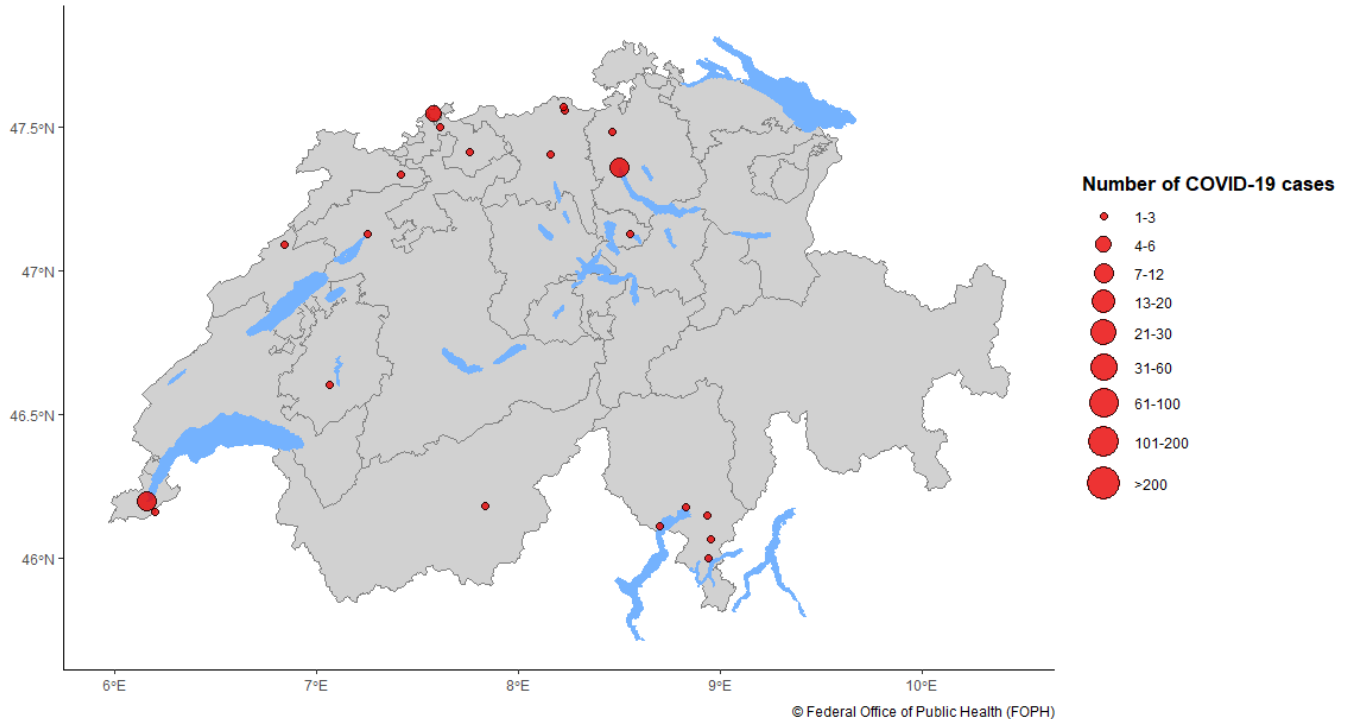 47.5°N
47°N
46.5°N
46°N
6°E
7°E
8°E
9°E
10°E
Number of COVID-19 cases
1-3
4-6
7-12
13-20
21-30
31-60
61-100
101-200
>200
© Federal Office of Public Health (FOPH)